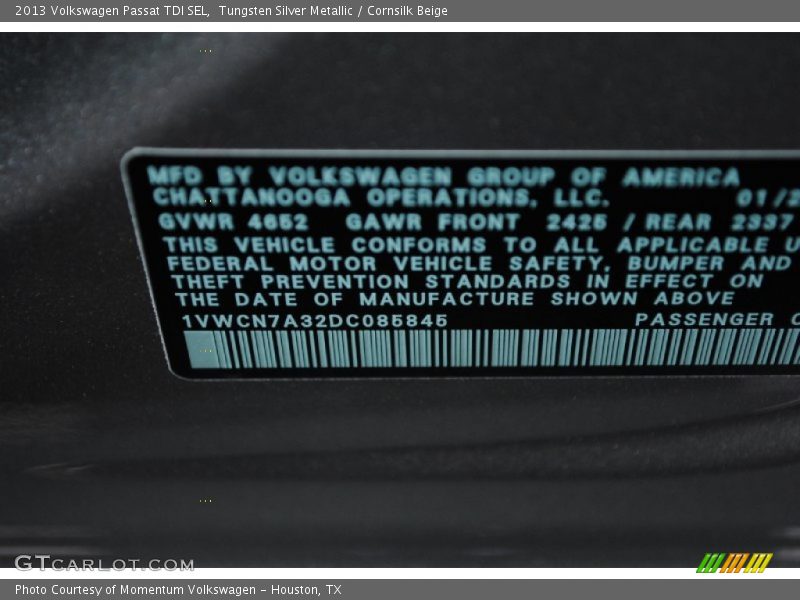 2013 Volkswagen Passat TDI SEL, Tungsten Silver Metallic / Cornsilk Beige
MFD BY VOLKSWAGEN GROUP OF AMERICA
CHATTANOOGA OPERATIONS, LLC. 01/2
GVWR 4652 GAWR FRONT 2425 / REAR 2337
THIS VEHICLE CONFORMS TO ALL APPLICABLE U
FEDERAL MOTOR VEHICLE SAFETY, BUMPER AND
THEFT PREVENTION STANDARDS IN EFFECT ON
THE DATE OF MANUFACTURE SHOWN ABOVE
1VWCN7A32DC085845 PASSENGER C
GTCARLOT.COM
Photo Courtesy of Momentum Volkswagen - Houston, TX